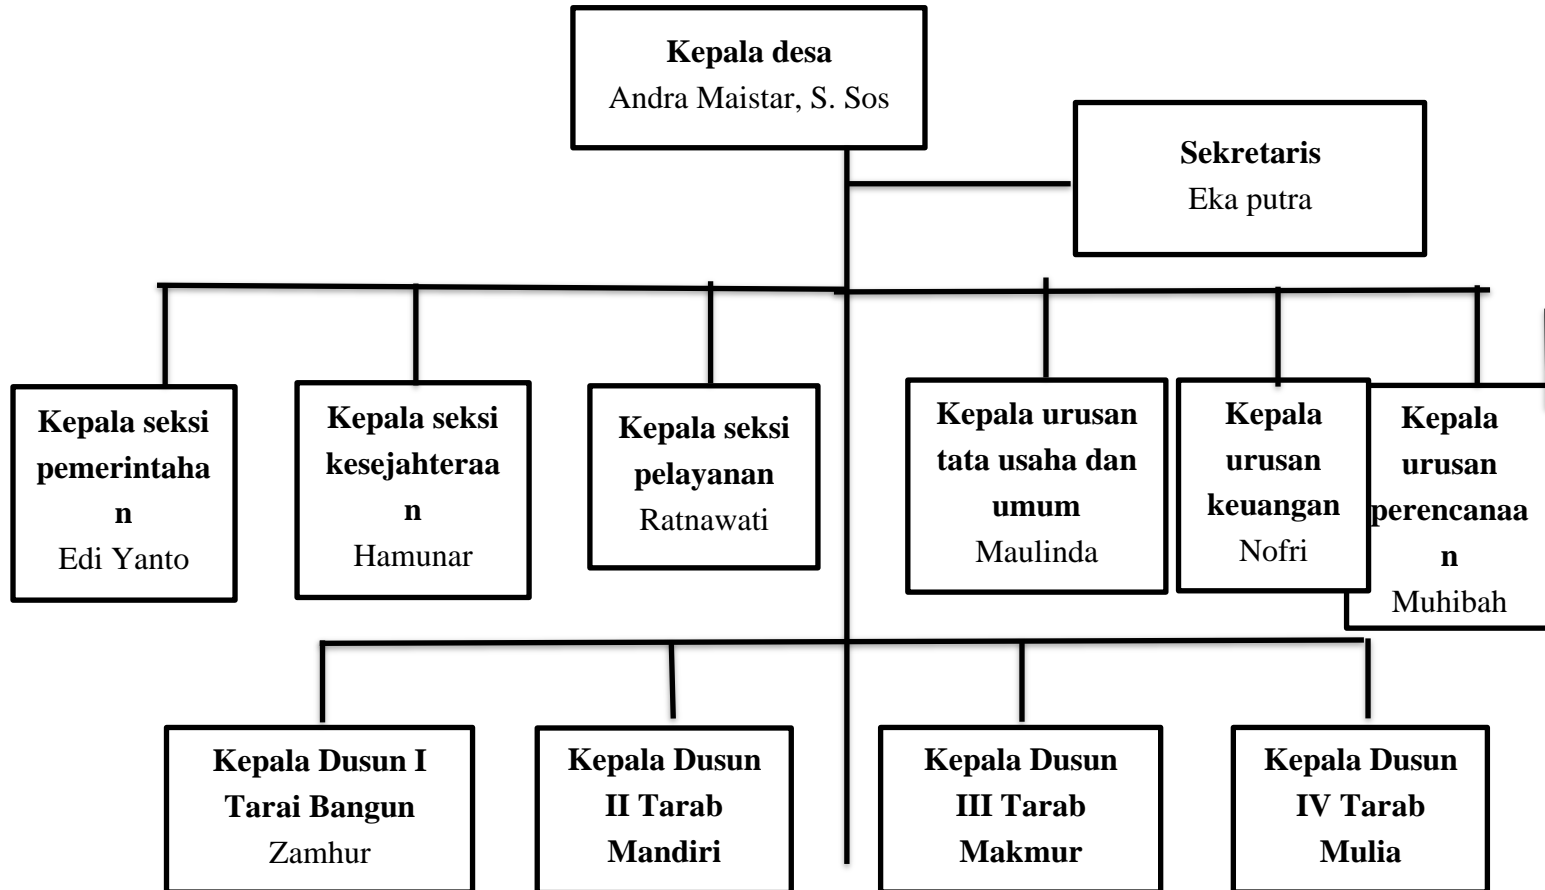 Kepala desa
Andra Maistar, S. Sos
Sekretaris
Eka putra
Kepala seksi
pemerintaha
n
Edi Yanto
Kepala seksi
kesejahteraa
n
Hamunar
Kepala seksi
pelayanan
Ratnawati
Kepala urusan
tata usaha dan
umum
Maulinda
Kepala
urusan
keuangan
Nofri
Kepala
urusan
perencanaa
n
Muhibah
Kepala Dusun I
Tarai Bangun
Zamhur
Kepala Dusun
II Tarab
Mandiri
Kepala Dusun
III Tarab
Makmur
Kepala Dusun
IV Tarab
Mulia